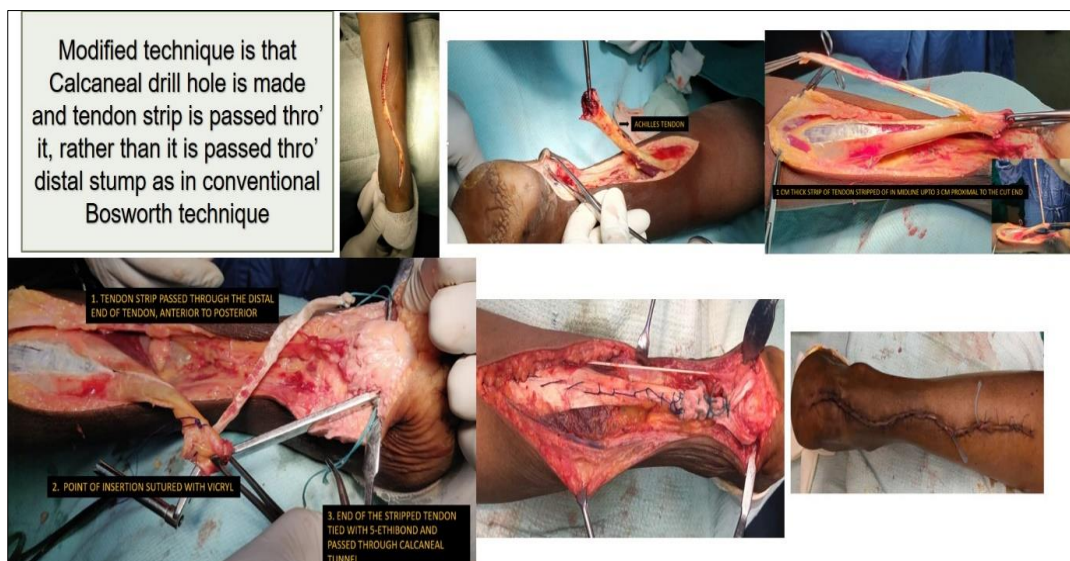 Modified technique is that
Calcaneal drill hole is made
and tendon strip is passed thro'
it, rather than it is passed thro'
distal stump as in conventional
Bosworth technique
ACHILLES TENDON
1 CM THICK STRIP OF TENDON STRIPPED OF IN MIDLINE UPTO 3 CM PROXIMAL TO THE CUT END
1. TENDON STRIP PASSED THROUGH THE DISTAL
END OF TENDON, ANTERIOR TO POSTERIOR
2. POINT OF INSERTION SUTURED WITH VICRYL
3. END OF THE STRIPPED TENDON
TIED WITH 5-ETHIBOND AND
PASSED THROUGH CALCANEAL
TUNNEL